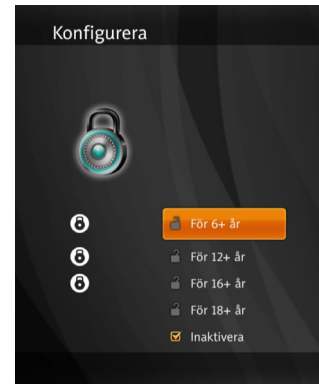 Konfigurera
För 6+ år
För 12+ år
För 16+ år
För 18+ år
Inaktivera